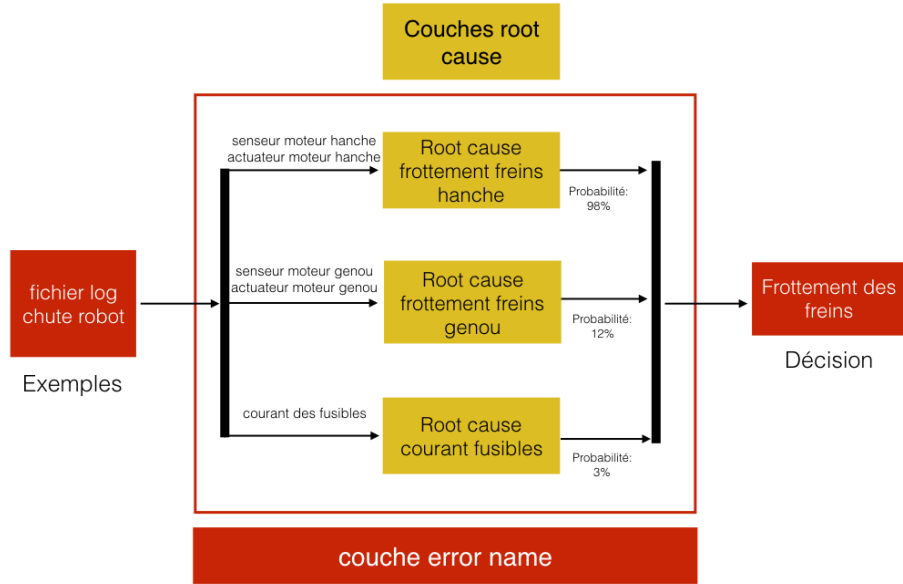 Couches root
cause
senseur moteur hanche
actuateur moteur hanche
Root cause
frottement freins
hanche
Probabilité:
98%
fichier log
chute robot
Exemples
senseur moteur genou
actuateur moteur genou
Root cause
frottement freins
genou
Probabilité:
12%
Frottement des
freins
Décision
courant des fusibles
Root cause
courant fusibles
Probabilité:
3%
couche error name